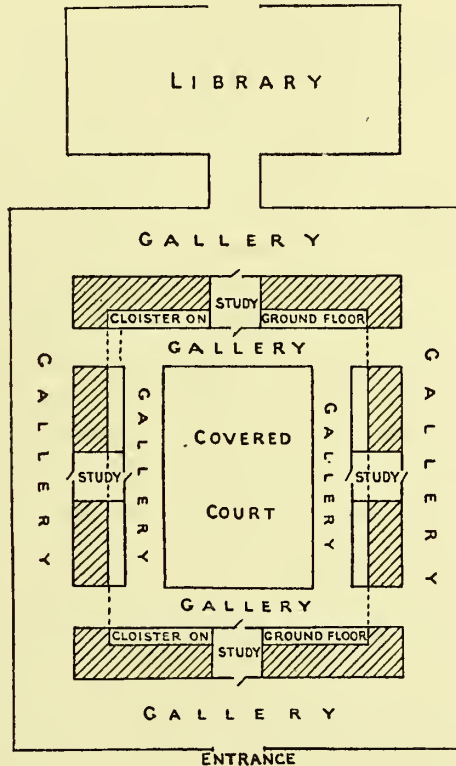 LIBRARY
GALLERY
STUDY
CLOISTER ON
GROUND FLOOR
GALLERY
GALLERY
GALLERY
COVERED
COURT
GALLERY
GALLERY
STUDY
STUDY
GALLERY
CLOISTER ON
GROUND FLOOR
STUDY
GALLERY
ENTRANCE